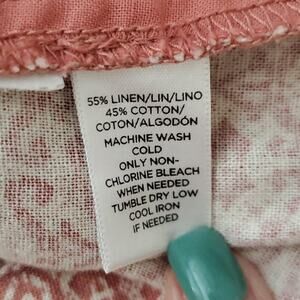 55% LINEN/LIN/LINO
45% COTTON/
COTON/ALGODÓN
MACHINE WASH
COLD
ONLY NON-
CHLORINE BLEACH
WHEN NEEDED
TUMBLE DRY LOW
COOL IRON
IF NEEDED